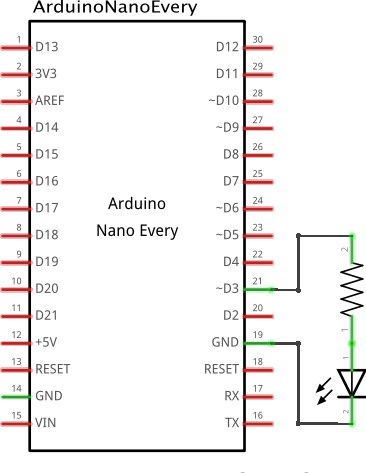 ArduinoNanoEvery
1 D13 D12 30
2 3V3 D11 29
3 AREF ~D10 28
4 D14 ~D9 27
5 D15 D8 26
6 D16 D7 25
7 D17 Arduino ~D6 24
8 D18 Nano Every ~D5 23
9 D19 D4 22
10 D20 ~D3 21
11 D21 D2 20
12 +5V GND 19
13 RESET RESET 18
14 GND RX 17
15 VIN TX 16
2
1
1
2